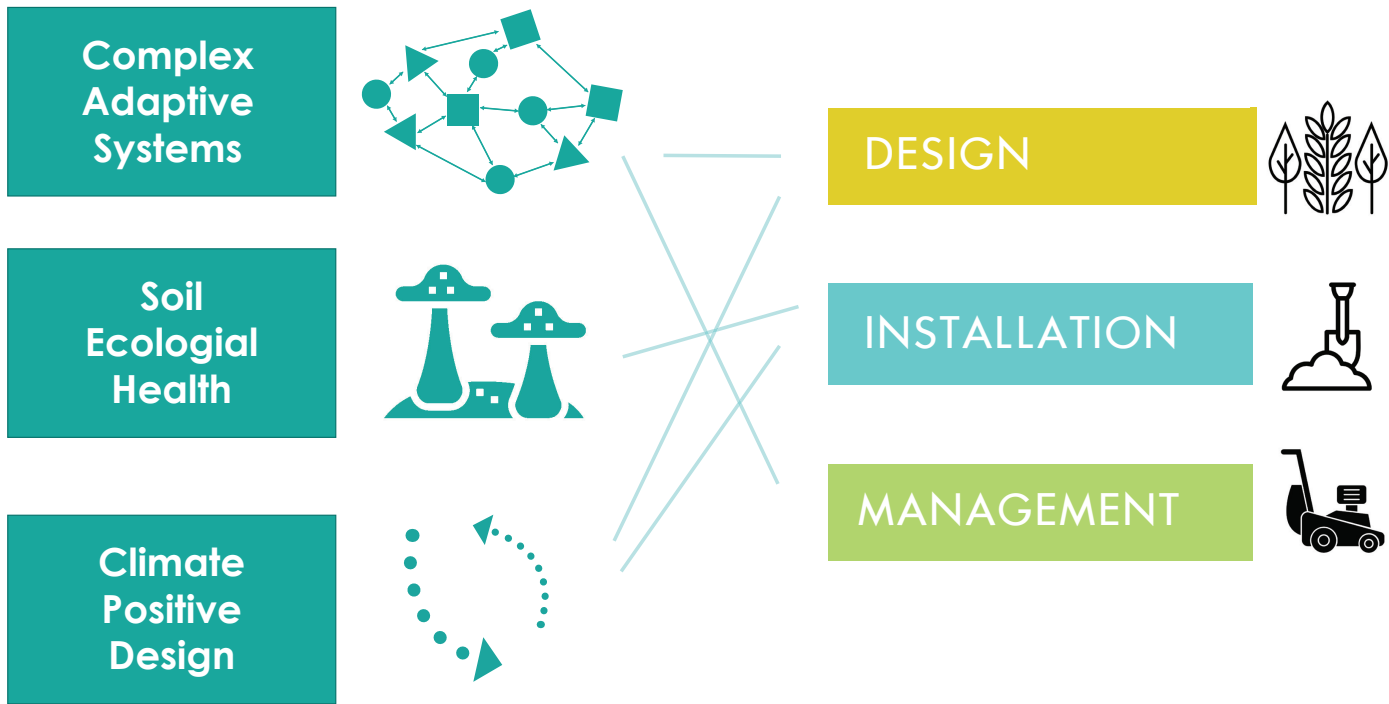 Complex
Adaptive
Systems
Soil
Ecologial
Health
Climate
Positive
Design
DESIGN
INSTALLATION
MANAGEMENT